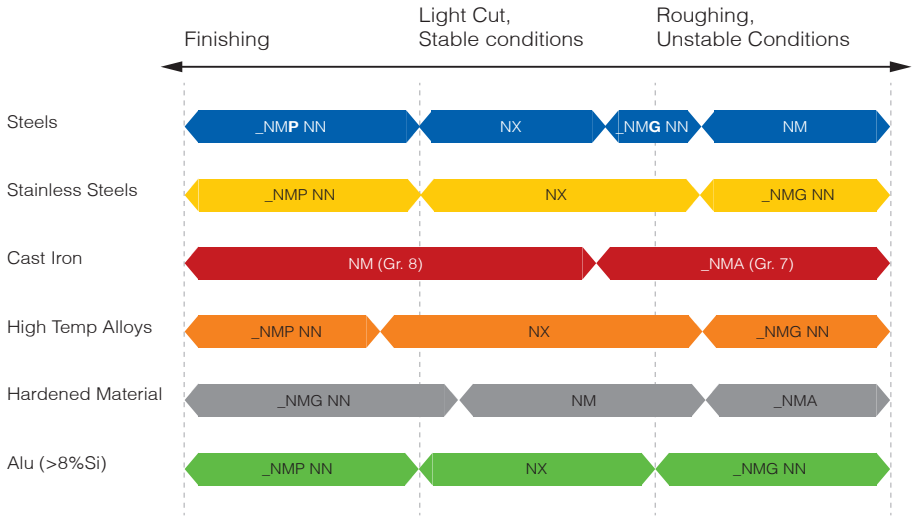 Finishing
Light Cut,
Stable conditions
Roughing,
Unstable Conditions
Steels
_NMP NN
NX
_NMG NN
NM
Stainless Steels
_NMP NN
NX
_NMG NN
Cast Iron
NM (Gr. 8)
_NMA (Gr. 7)
High Temp Alloys
_NMP NN
NX
_NMG NN
Hardened Material
_NMG NN
NM
_NMA
Alu (>8%Si)
_NMP NN
NX
_NMG NN